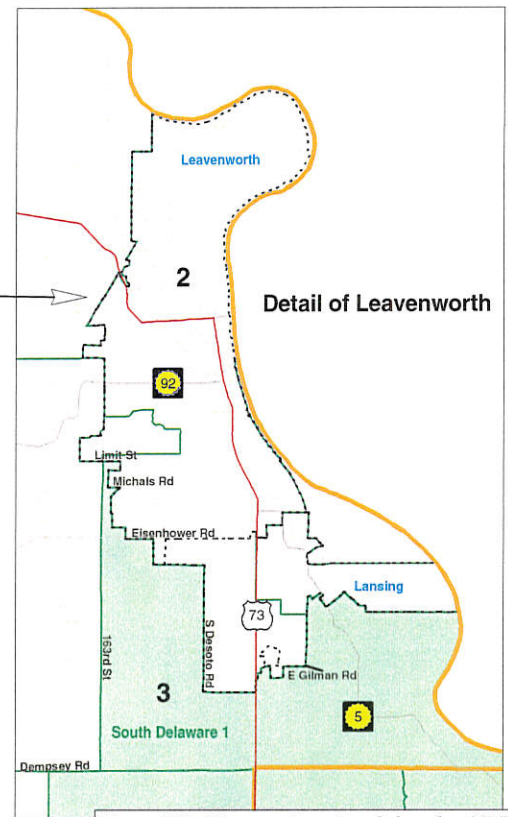 Leavenworth
2
Detail of Leavenworth
92
Limit St
Michals Rd
Eisenhower Rd
Lansing
73
S Desoto Rd
163rd St
E Gilman Rd
3
5
South Delaware 1
Dempsey Rd